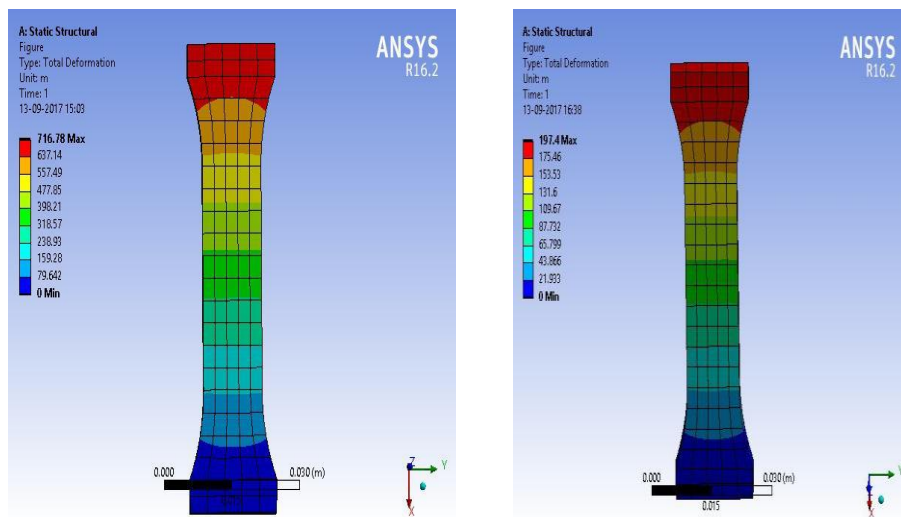 A: Static Structural
Figure
Type: Total Deformation
Unit: m
Time: 1
13-09-2017 15:03
716.78 Max
637.14
557.49
477.85
398.21
318.57
238.93
159.28
79.642
0 Min
ANSYS
R16.2
0.000
0.030 (m)
Z
Y
X
A: Static Structural
Figure
Type: Total Deformation
Unit: m
Time: 1
13-09-2017 16:38
197.4 Max
175.46
153.53
131.6
109.67
87.732
65.799
43.866
21.933
0 Min
ANSYS
R16.2
0.000
0.030 (m)
0.015
Y
X